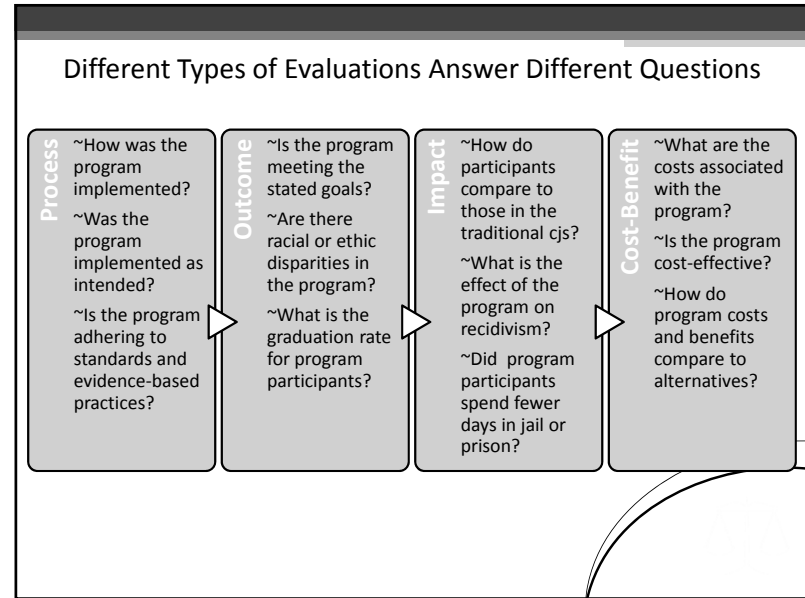 Different Types of Evaluations Answer Different Questions
Process
~How was the
program
implemented?
~Was the
program
implemented as
intended?
~Is the program
adhering to
standards and
evidence-based
practices?
Outcome
~Is the program
meeting the
stated goals?
~Are there
racial or ethic
disparities in
the program?
~What is the
graduation rate
for program
participants?
Impact
~How do
participants
compare to
those in the
traditional cjs?
~What is the
effect of the
program on
recidivism?
~Did program
participants
spend fewer
days in jail or
prison?
Cost-Benefit
~What are the
costs associated
with the
program?
~Is the program
cost-effective?
~How do
program costs
and benefits
compare to
alternatives?